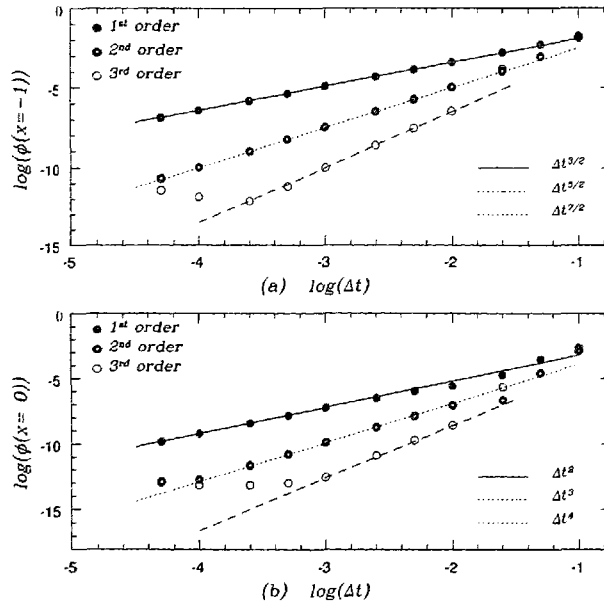 0
-5
-10
-15
log(ϕ(x=-1))
1st order
2nd order
3rd order
Δt3/2
Δt5/2
Δt7/2
-5 -4 -3 -2 -1
(a) log(Δt)
0
-5
-10
-15
log(ϕ(x= 0))
1st order
2nd order
3rd order
Δt2
Δt3
Δt4
-5 -4 -3 -2 -1
(b) log(Δt)